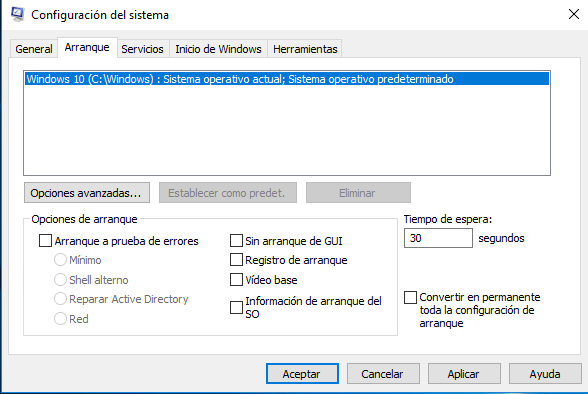 Configuración del sistema
General Arranque Servicios Inicio de Windows Herramientas
Windows 10 (C:\Windows) : Sistema operativo actual; Sistema operativo predeterminado
Opciones avanzadas... Establecer como predet. Eliminar
Opciones de arranque
Arranque a prueba de errores
Mínimo
Shell alterno
Reparar Active Directory
Red
Sin arranque de GUI
Registro de arranque
Vídeo base
Información de arranque del
SO
Tiempo de espera:
30 segundos
Convertir en permanente
toda la configuración de
arranque
Aceptar Cancelar Aplicar Ayuda